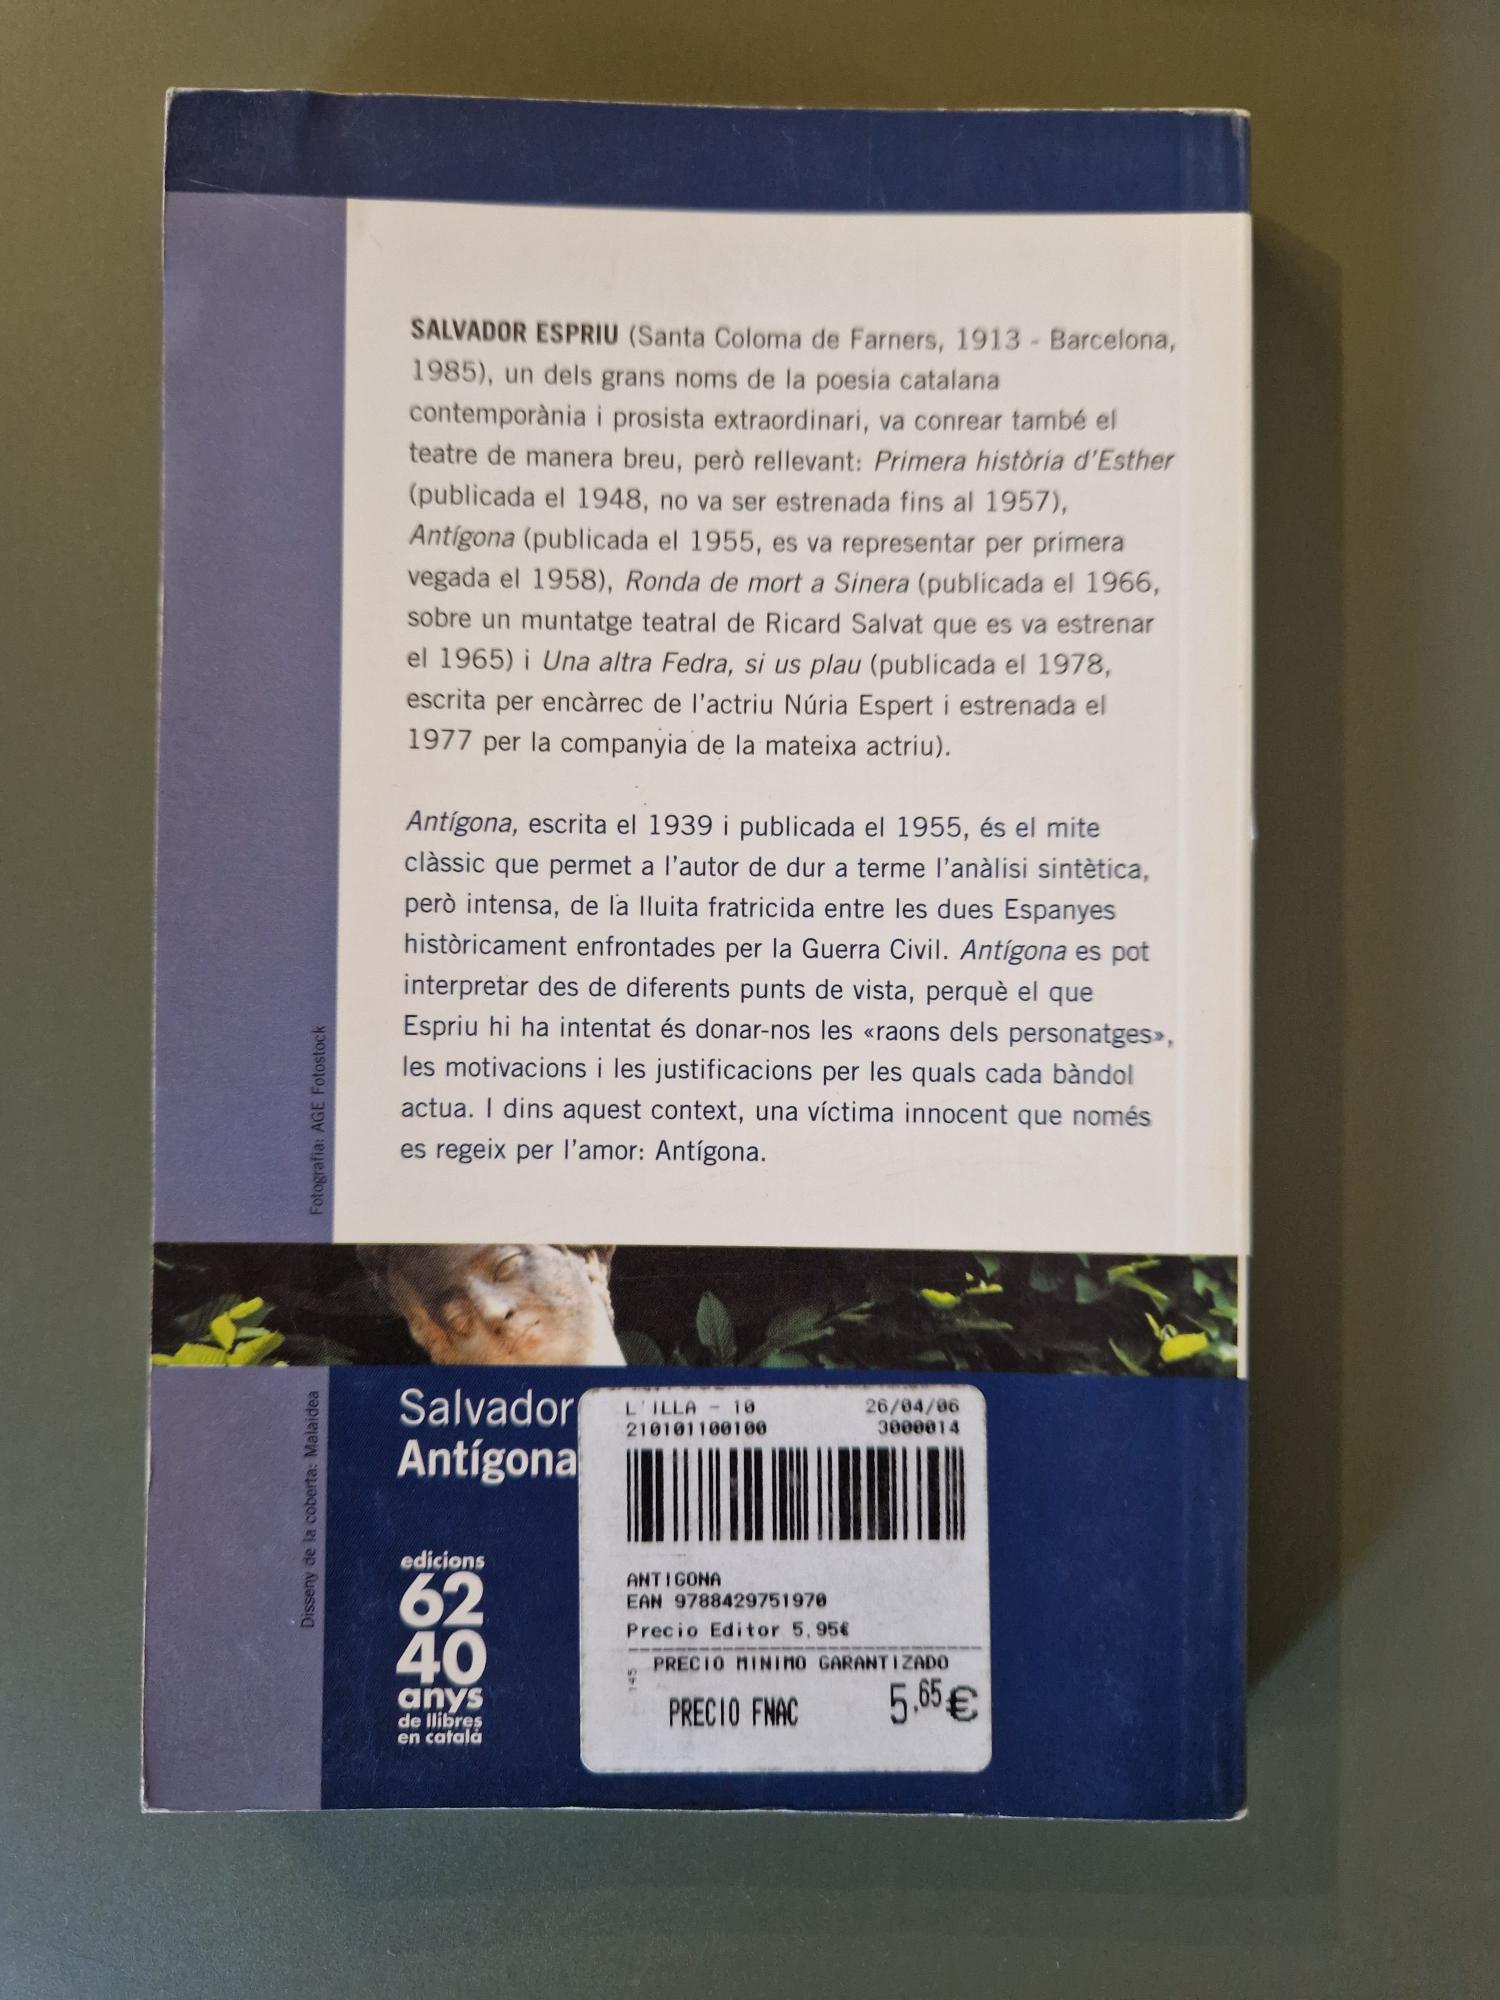 SALVADOR ESPRIU (Santa Coloma de Farners, 1913 - Barcelona,
1985), un dels grans noms de la poesia catalana
contemporània i prosista extraordinari, va conrear també el
teatre de manera breu, però rellevant: Primera història d'Esther
(publicada el 1948, no va ser estrenada fins al 1957),
Antígona (publicada el 1955, es va representar per primera
vegada el 1958), Ronda de mort a Sinera (publicada el 1966,
sobre un muntatge teatral de Ricard Salvat que es va estrenar
el 1965) i Una altra Fedra, si us plau (publicada el 1978,
escrita per encàrrec de l'actriu Núria Espert i estrenada el
1977 per la companyia de la mateixa actriu).
Antígona, escrita el 1939 i publicada el 1955, és el mite
clàssic que permet a l'autor de dur a terme l'anàlisi sintètica,
però intensa, de la lluita fratricida entre les dues Espanyes
històricament enfrontades per la Guerra Civil. Antígona es pot
interpretar des de diferents punts de vista, perquè el que
Espriu hi ha intentat és donar-nos les «raons dels personatges»,
les motivacions i les justificacions per les quals cada bàndol
actua. I dins aquest context, una víctima innocent que només
es regeix per l'amor: Antígona.
Fotografia: AGE Fotostock
Disseny de la coberta: Malaidea
Salvador
Antígona
edicions
62
40
anys
de llibres
en català
L'ILLA - 10 26/04/06
210101100100 3000014
ANTIGONA
EAN 9788429751970
Precio Editor 5,95€
PRECIO MINIMO GARANTIZADO
145
PRECIO FNAC 5,65€